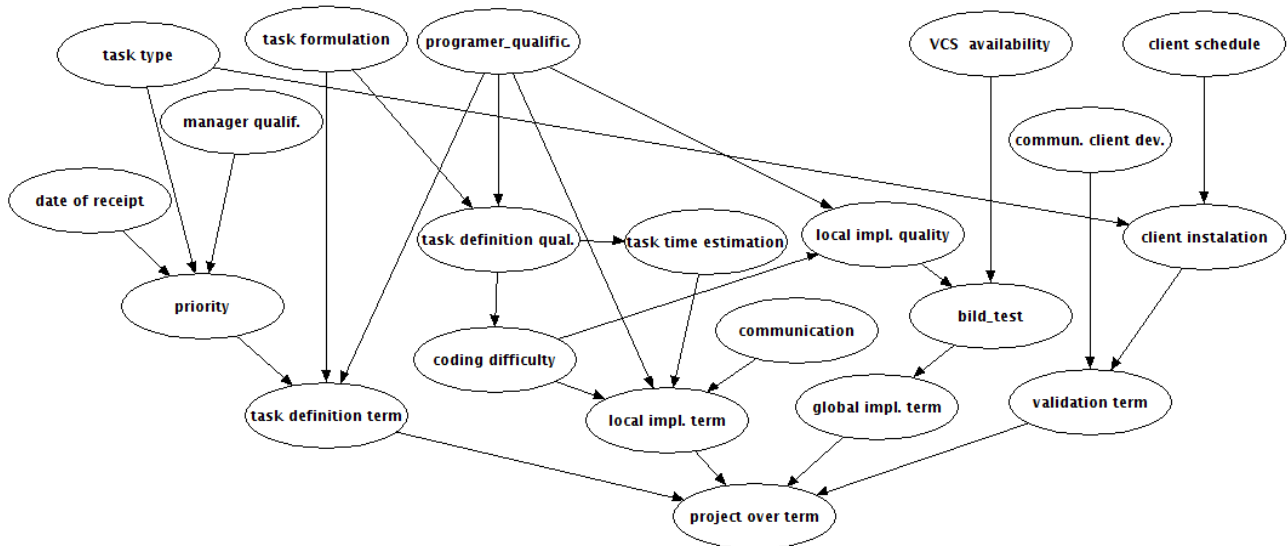 task type
task formulation
programer_qualific.
VCS availability
client schedule
manager qualif.
commun. client dev.
date of receipt
task definition qual.
task time estimation
local impl. quality
client instalation
priority
bild_test
communication
coding difficulty
task definition term
local impl. term
global impl. term
validation term
project over term